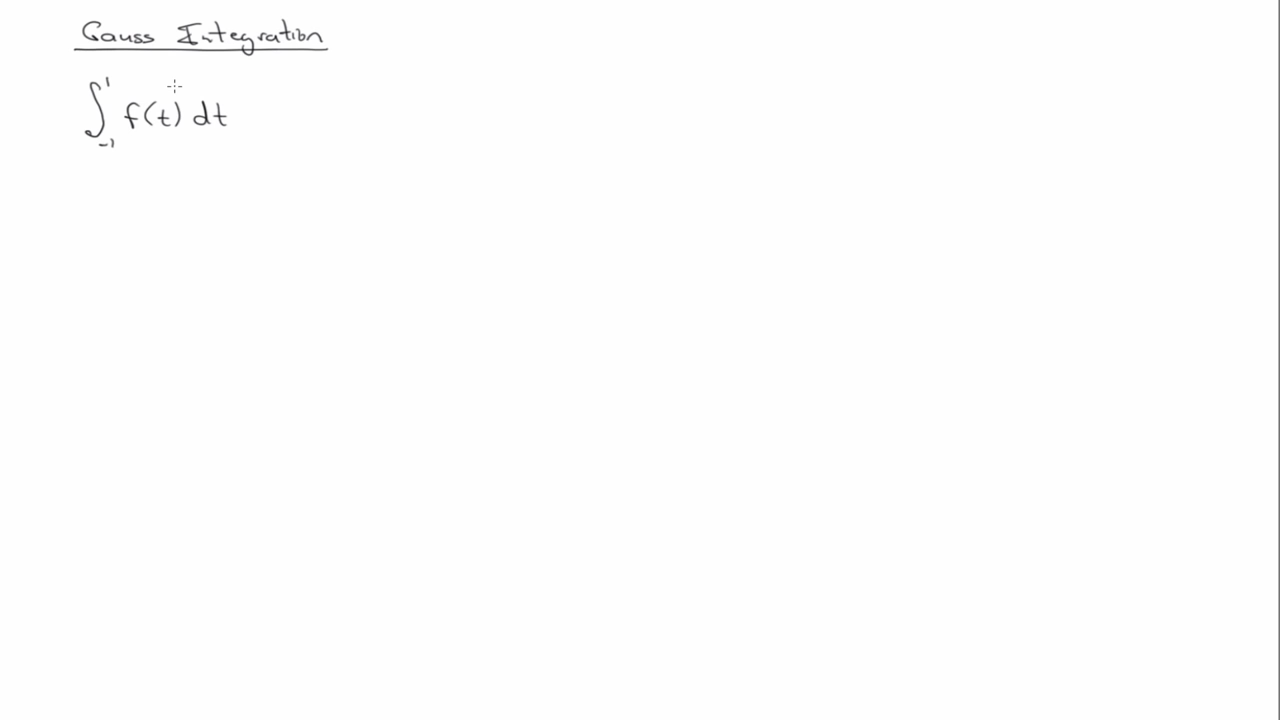 Gauss Integration
∫₋₁¹ f(t) dt